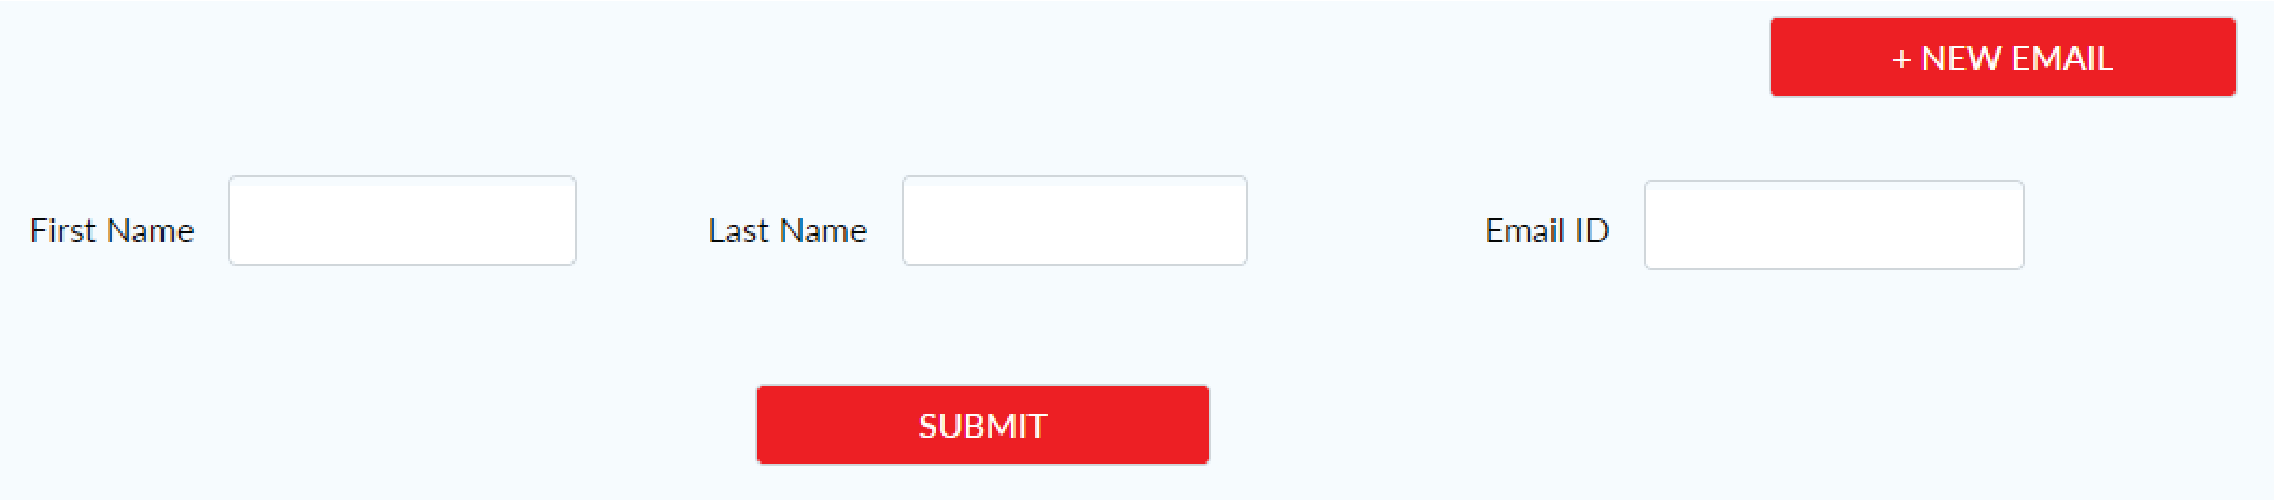 + NEW EMAIL
First Name Last Name Email ID
SUBMIT